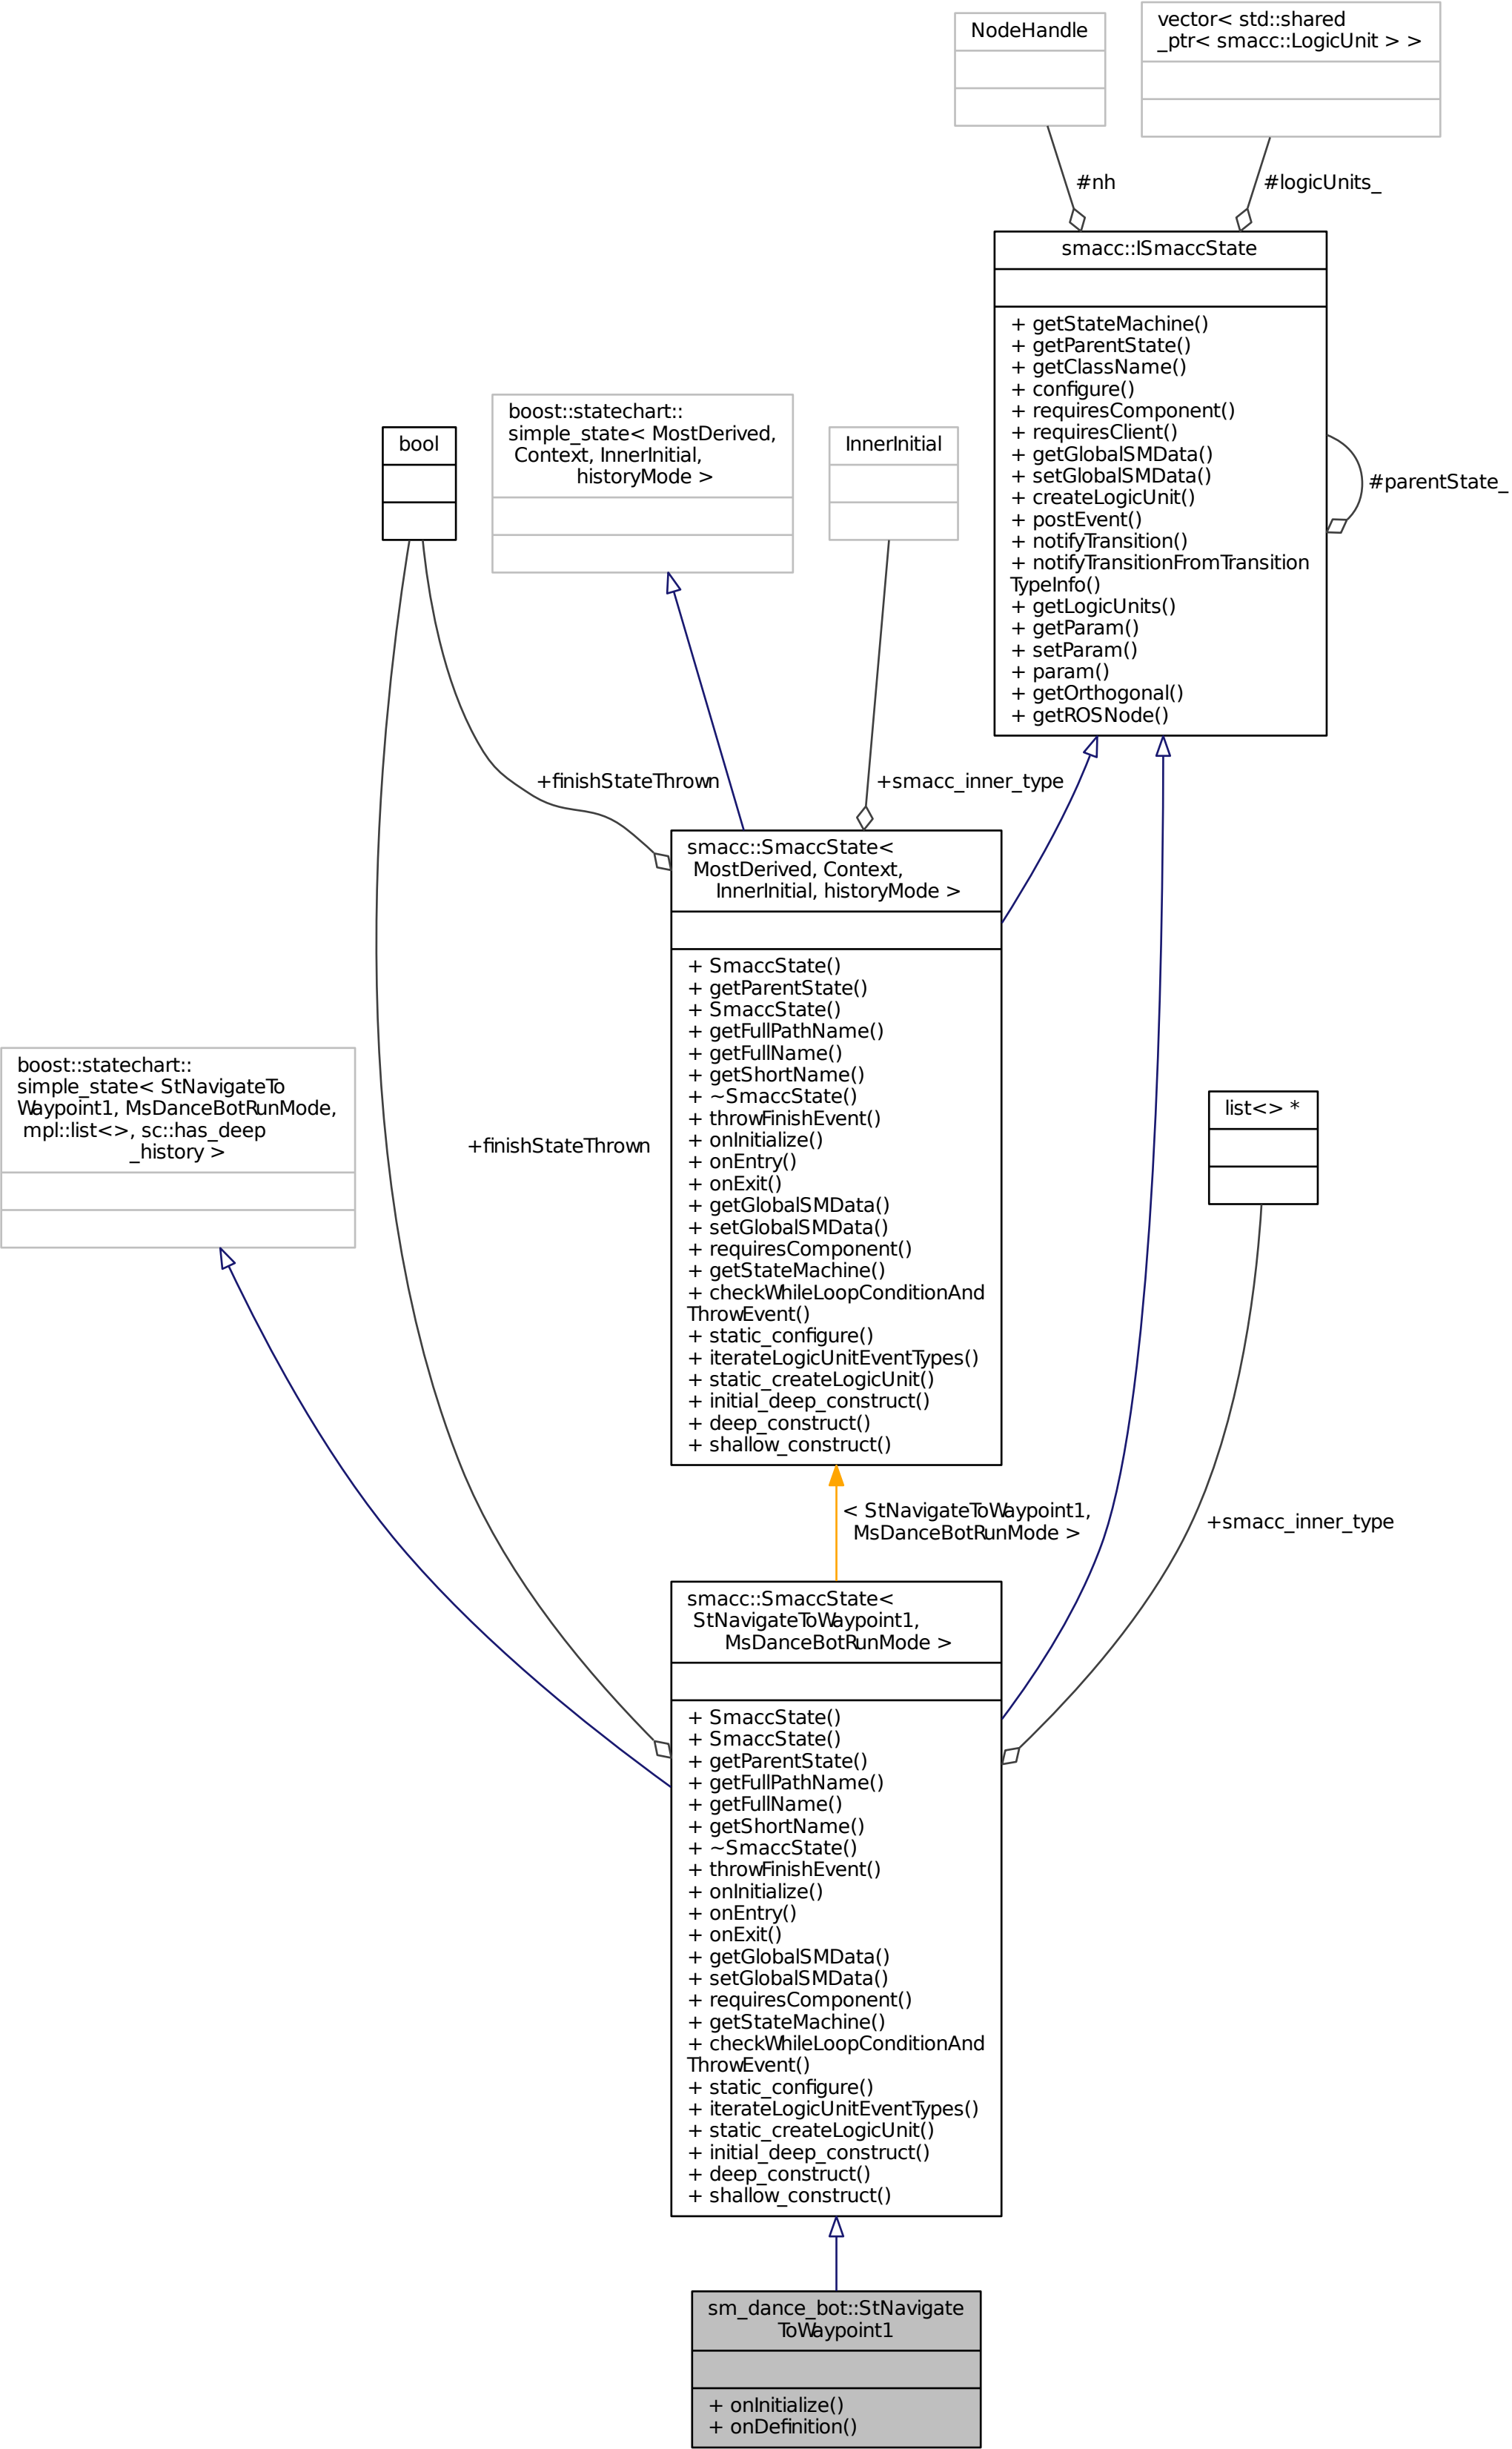 NodeHandle
vector< std::shared
_ptr< smacc::LogicUnit > >
#nh
#logicUnits_
smacc::ISmaccState
+ getStateMachine()
+ getParentState()
+ getClassName()
+ configure()
+ requiresComponent()
+ requiresClient()
+ getGlobalSMData()
+ setGlobalSMData()
+ createLogicUnit()
+ postEvent()
+ notifyTransition()
+ notifyTransitionFromTransition
TypeInfo()
+ getLogicUnits()
+ getParam()
+ setParam()
+ param()
+ getOrthogonal()
+ getROSNode()
#parentState_
boost::statechart::
simple_state< MostDerived,
Context, InnerInitial,
historyMode >
bool
InnerInitial
+finishStateThrown
+smacc_inner_type
smacc::SmaccState<
MostDerived, Context,
InnerInitial, historyMode >
+ SmaccState()
+ getParentState()
+ SmaccState()
+ getFullPathName()
+ getFullName()
+ getShortName()
+ ~SmaccState()
+ throwFinishEvent()
+ onInitialize()
+ onEntry()
+ onExit()
+ getGlobalSMData()
+ setGlobalSMData()
+ requiresComponent()
+ getStateMachine()
+ checkWhileLoopConditionAnd
ThrowEvent()
+ static_configure()
+ iterateLogicUnitEventTypes()
+ static_createLogicUnit()
+ initial_deep_construct()
+ deep_construct()
+ shallow_construct()
boost::statechart::
simple_state< StNavigateTo
Waypoint1, MsDanceBotRunMode,
mpl::list<>, sc::has_deep
_history >
+finishStateThrown
list<> *
< StNavigateToWaypoint1,
MsDanceBotRunMode >
+smacc_inner_type
smacc::SmaccState<
StNavigateToWaypoint1,
MsDanceBotRunMode >
+ SmaccState()
+ SmaccState()
+ getParentState()
+ getFullPathName()
+ getFullName()
+ getShortName()
+ ~SmaccState()
+ throwFinishEvent()
+ onInitialize()
+ onEntry()
+ onExit()
+ getGlobalSMData()
+ setGlobalSMData()
+ requiresComponent()
+ getStateMachine()
+ checkWhileLoopConditionAnd
ThrowEvent()
+ static_configure()
+ iterateLogicUnitEventTypes()
+ static_createLogicUnit()
+ initial_deep_construct()
+ deep_construct()
+ shallow_construct()
sm_dance_bot::StNavigate
ToWaypoint1
+ onInitialize()
+ onDefinition()